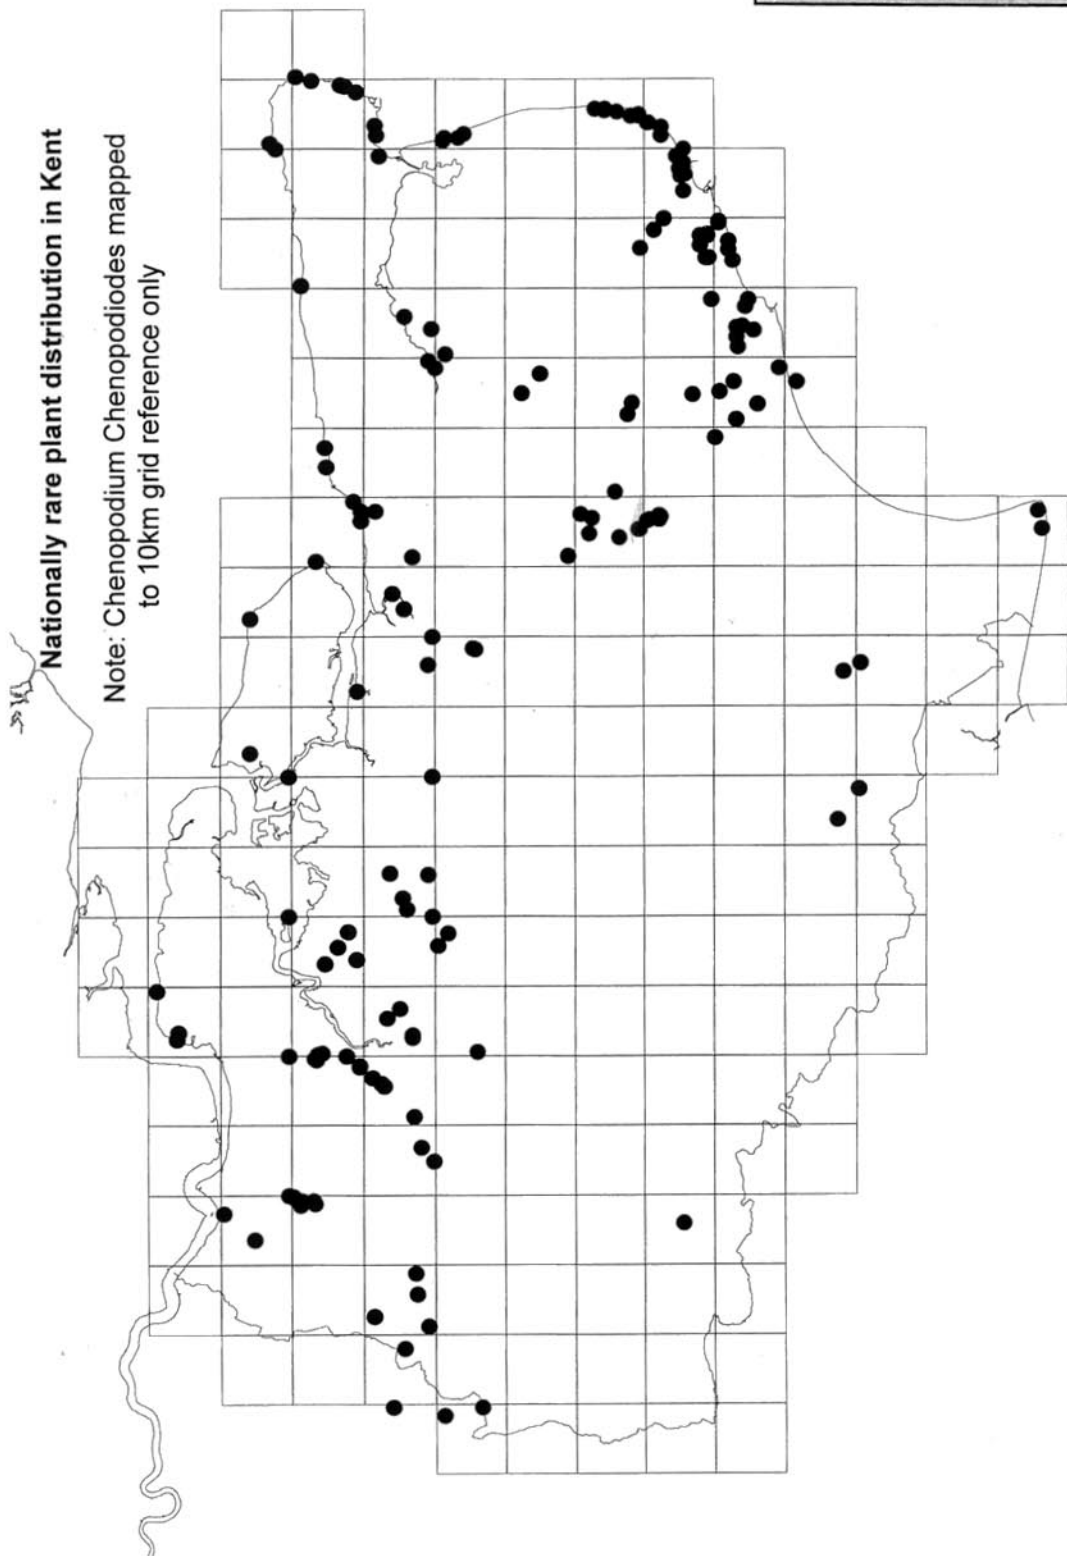 Nationally rare plant distribution in Kent
Note: Chenopodium Chenopodiodes mapped
to 10km grid reference only